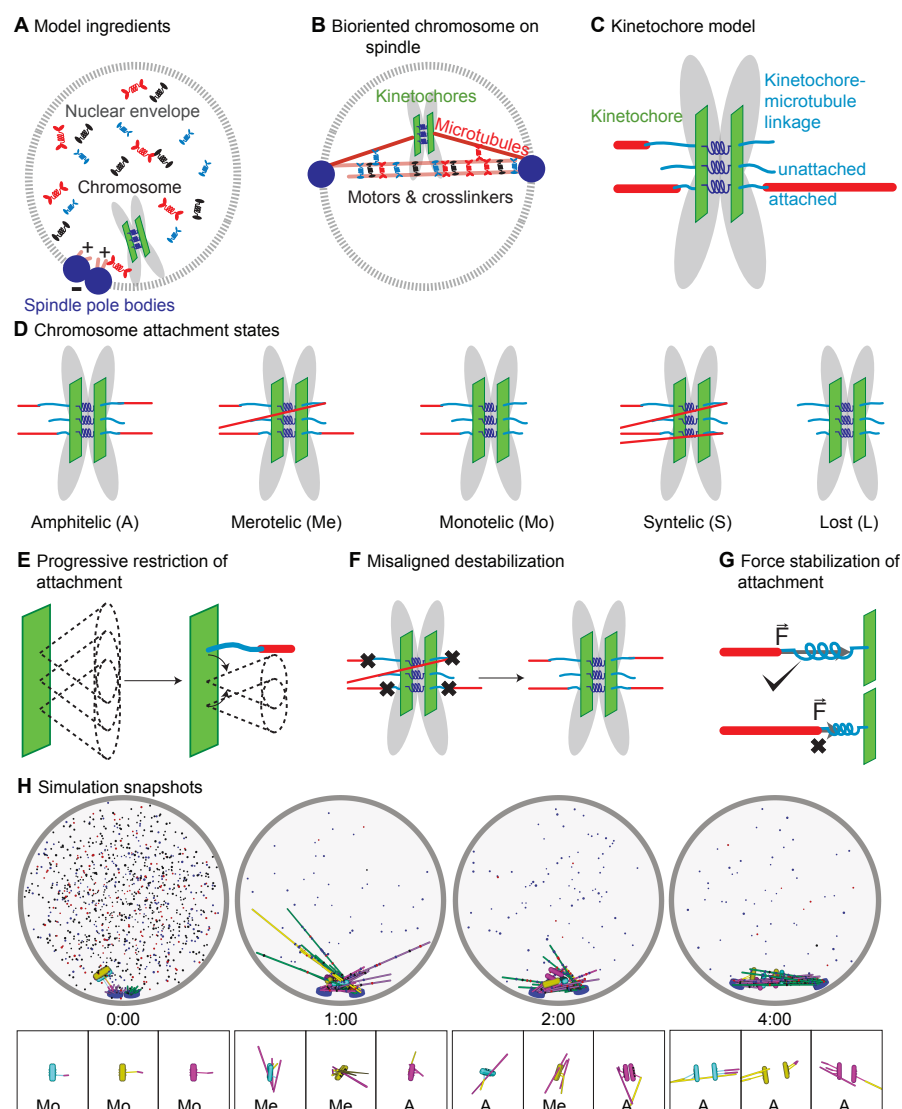 A Model ingredients
Nuclear envelope
Chromosome
+
+
-
Spindle pole bodies
B Bioriented chromosome on
spindle
Kinetochores
Microtubules
Motors & crosslinkers
C Kinetochore model
Kinetochore
Kinetochore-
microtubule
linkage
unattached
attached
D Chromosome attachment states
Amphitelic (A)
Merotelic (Me)
Monotelic (Mo)
Syntelic (S)
Lost (L)
E Progressive restriction of
attachment
F Misaligned destabilization
G Force stabilization of
attachment
F
F
H Simulation snapshots
0:00
1:00
2:00
4:00
Mo
Mo
Mo
Me
Me
A
A
Me
A
A
A
A